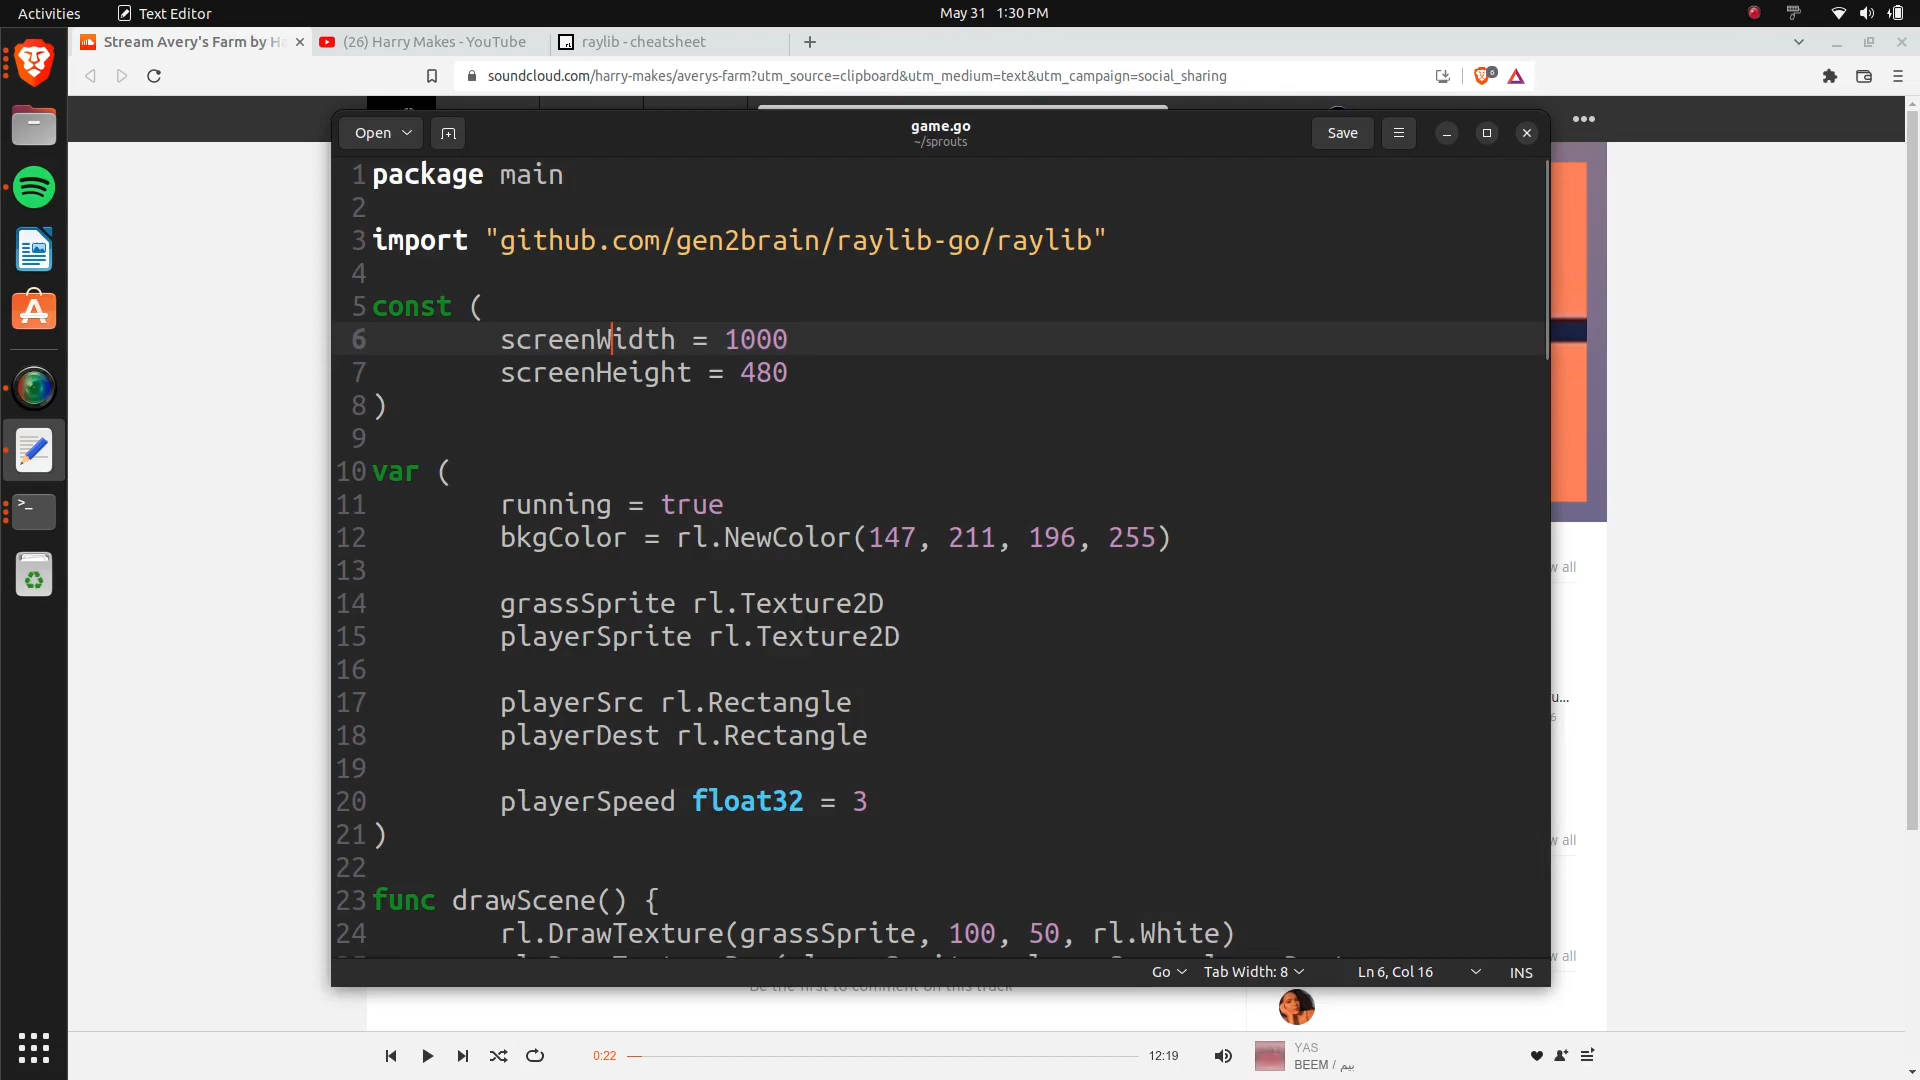 Activities
Text Editor
May 31 1:30 PM
Stream Avery's Farm by Ha
(26) Harry Makes - YouTube
raylib - cheatsheet
soundcloud.com/harry-makes/averys-farm?utm_source=clipboard&utm_medium=text&utm_campaign=social_sharing
6
Open
game.go
~/sprouts
Save
1 package main
2
3 import "github.com/gen2brain/raylib-go/raylib"
4
5 const (
6 screenWidth = 1000
7 screenHeight = 480
8 )
9
10 var (
11 running = true
12 bkgColor = rl.NewColor(147, 211, 196, 255)
13
14 grassSprite rl.Texture2D
15 playerSprite rl.Texture2D
16
17 playerSrc rl.Rectangle
18 playerDest rl.Rectangle
19
20 playerSpeed float32 = 3
21 )
22
23 func drawScene() {
24 rl.DrawTexture(grassSprite, 100, 50, rl.White)
Go
Tab Width: 8
Ln 6, Col 16
INS
w all
u...
6
w all
w all
Be the first to comment on this track
0:22
12:19
YAS
BEEM / بيم